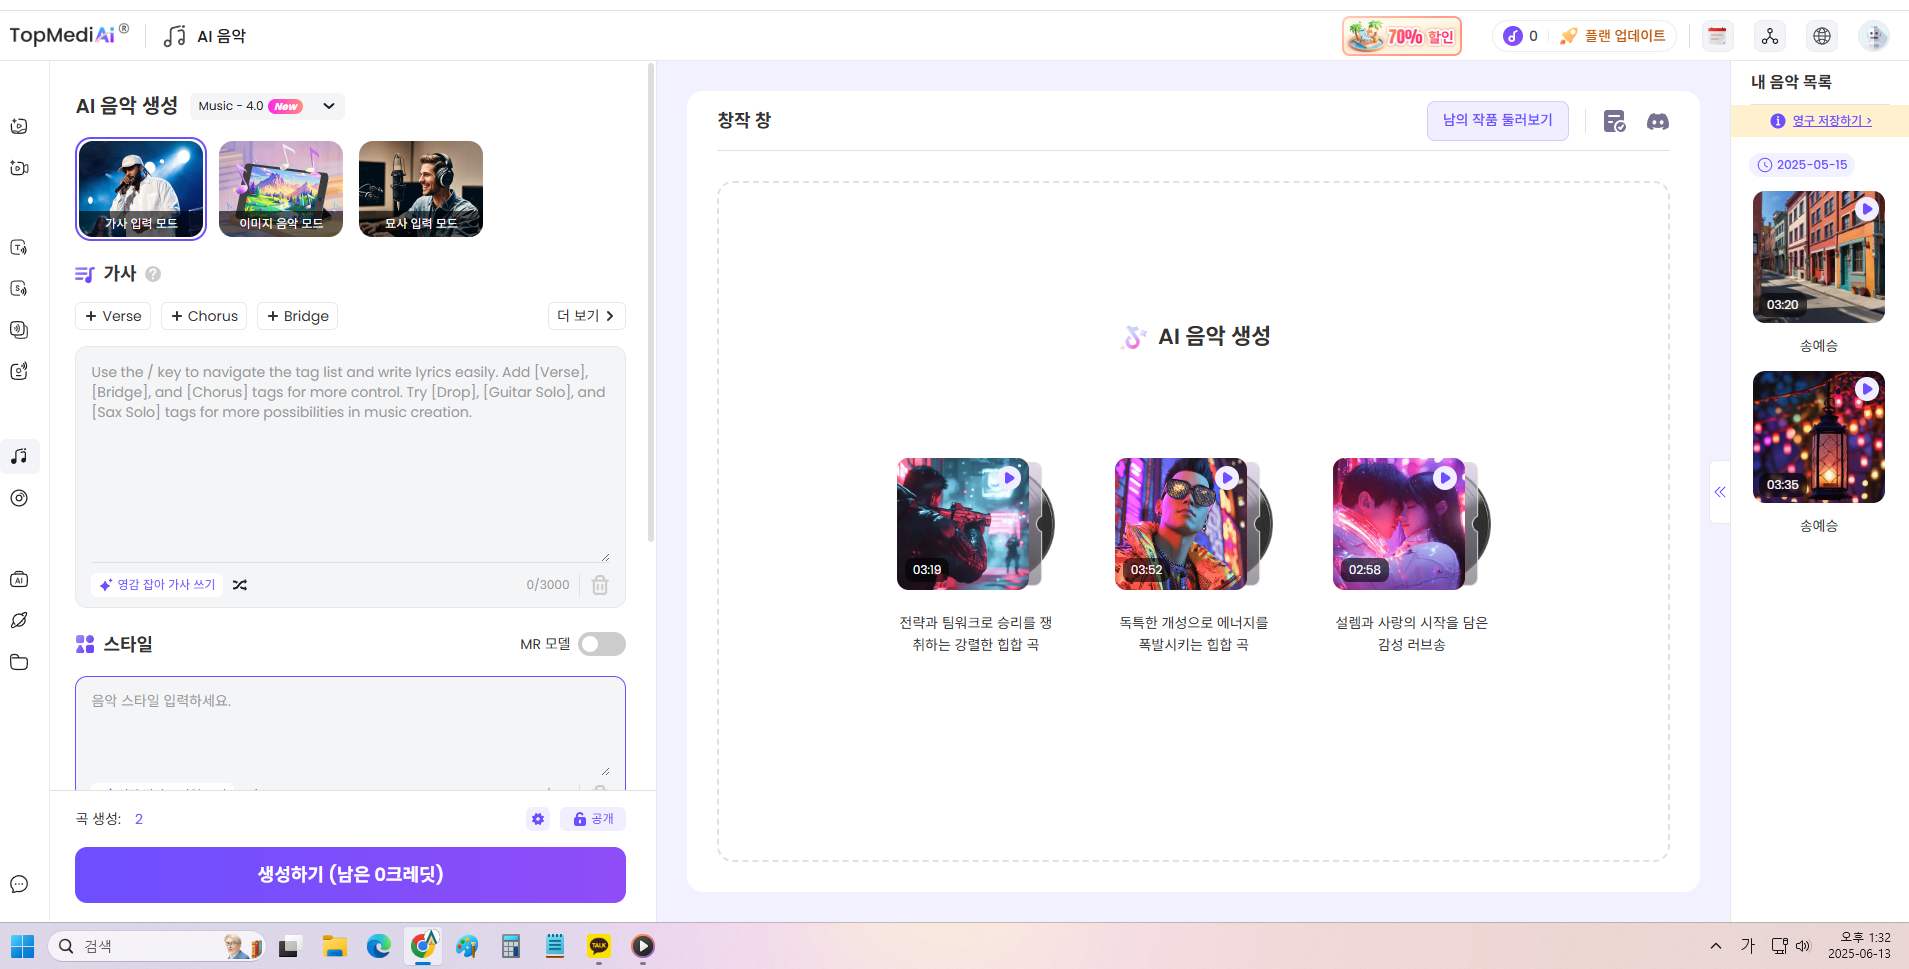 TopMediAi®
AI 음악
70% 할인
0
플랜 업데이트
AI 음악 생성
Music - 4.0 New
가사 입력 모드
이미지 음악 모드
묘사 입력 모드
가사
+ Verse
+ Chorus
+ Bridge
더 보기 >
Use the / key to navigate the tag list and write lyrics easily. Add [Verse],
[Bridge], and [Chorus] tags for more control. Try [Drop], [Guitar Solo], and
[Sax Solo] tags for more possibilities in music creation.
영감 잡아 가사 쓰기
0/3000
스타일
MR 모델
음악 스타일 입력하세요.
곡 생성: 2
공개
생성하기 (남은 0크레딧)
창작 창
남의 작품 둘러보기
AI 음악 생성
03:19
전략과 팀워크로 승리를 쟁
취하는 강렬한 힙합 곡
03:52
독특한 개성으로 에너지를
폭발시키는 힙합 곡
02:58
설렘과 사랑의 시작을 담은
감성 러브송
내 음악 목록
영구 저장하기 >
2025-05-15
03:20
송예승
03:35
송예승
검색
TALK
가
오후 1:32
2025-06-13